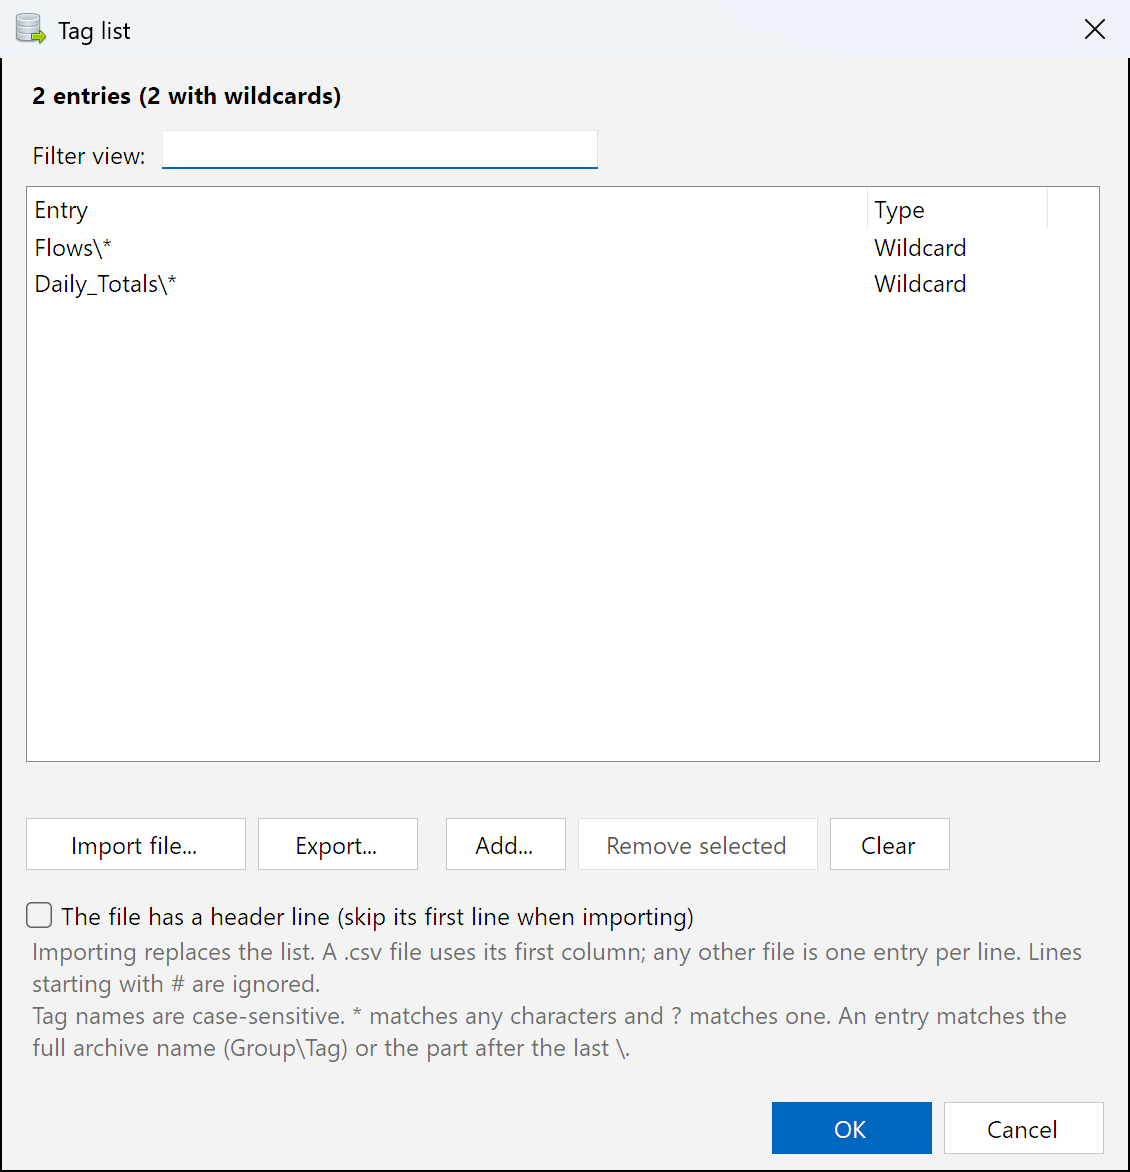 Tag list
2 entries (2 with wildcards)
Filter view:
Entry Type
Flows\* Wildcard
Daily_Totals\* Wildcard
Import file... Export... Add... Remove selected Clear
The file has a header line (skip its first line when importing)
Importing replaces the list. A .csv file uses its first column; any other file is one entry per line. Lines
starting with # are ignored.
Tag names are case-sensitive. * matches any characters and ? matches one. An entry matches the
full archive name (Group\Tag) or the part after the last \.
OK Cancel